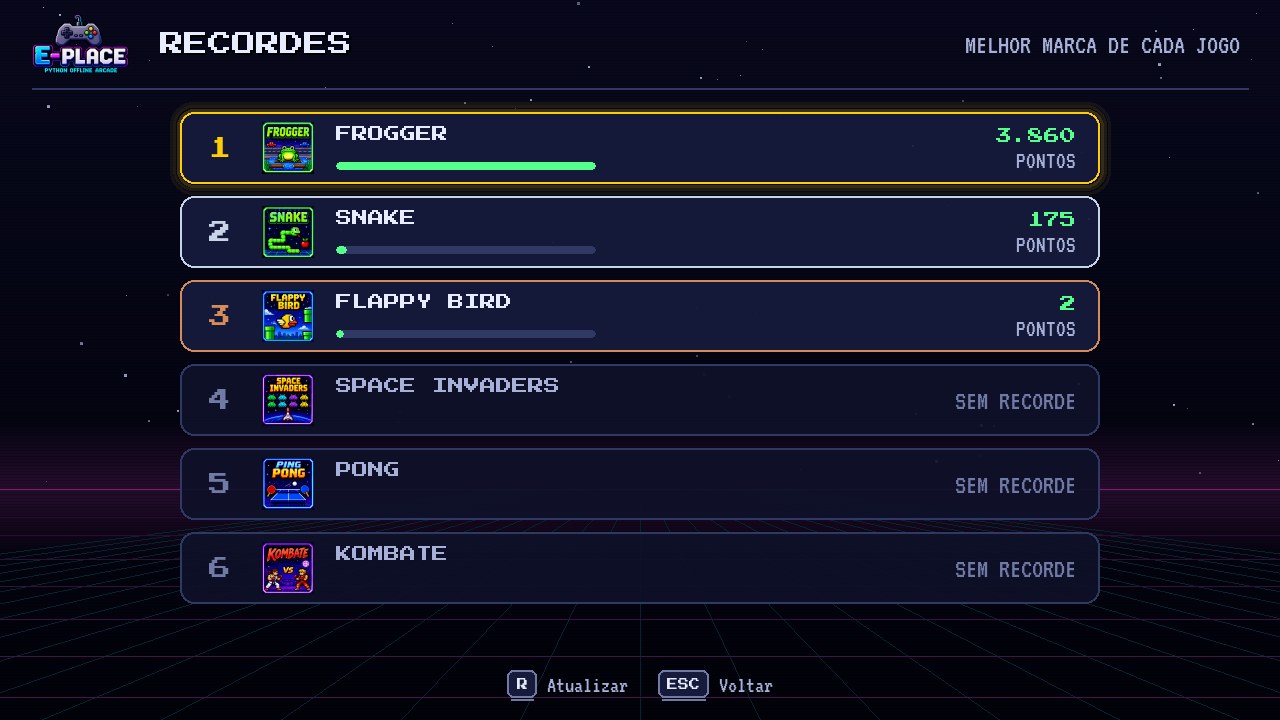 E-PLACE
PYTHON OFFLINE ARCADE
RECORDES
MELHOR MARCA DE CADA JOGO
1
FROGGER
FROGGER
3.860
PONTOS
2
SNAKE
SNAKE
175
PONTOS
3
FLAPPY
BIRD
FLAPPY BIRD
2
PONTOS
4
SPACE
INVADERS
SPACE INVADERS
SEM RECORDE
5
PING
PONG
PONG
SEM RECORDE
6
KOMBATE
VS
KOMBATE
SEM RECORDE
R Atualizar ESC Voltar